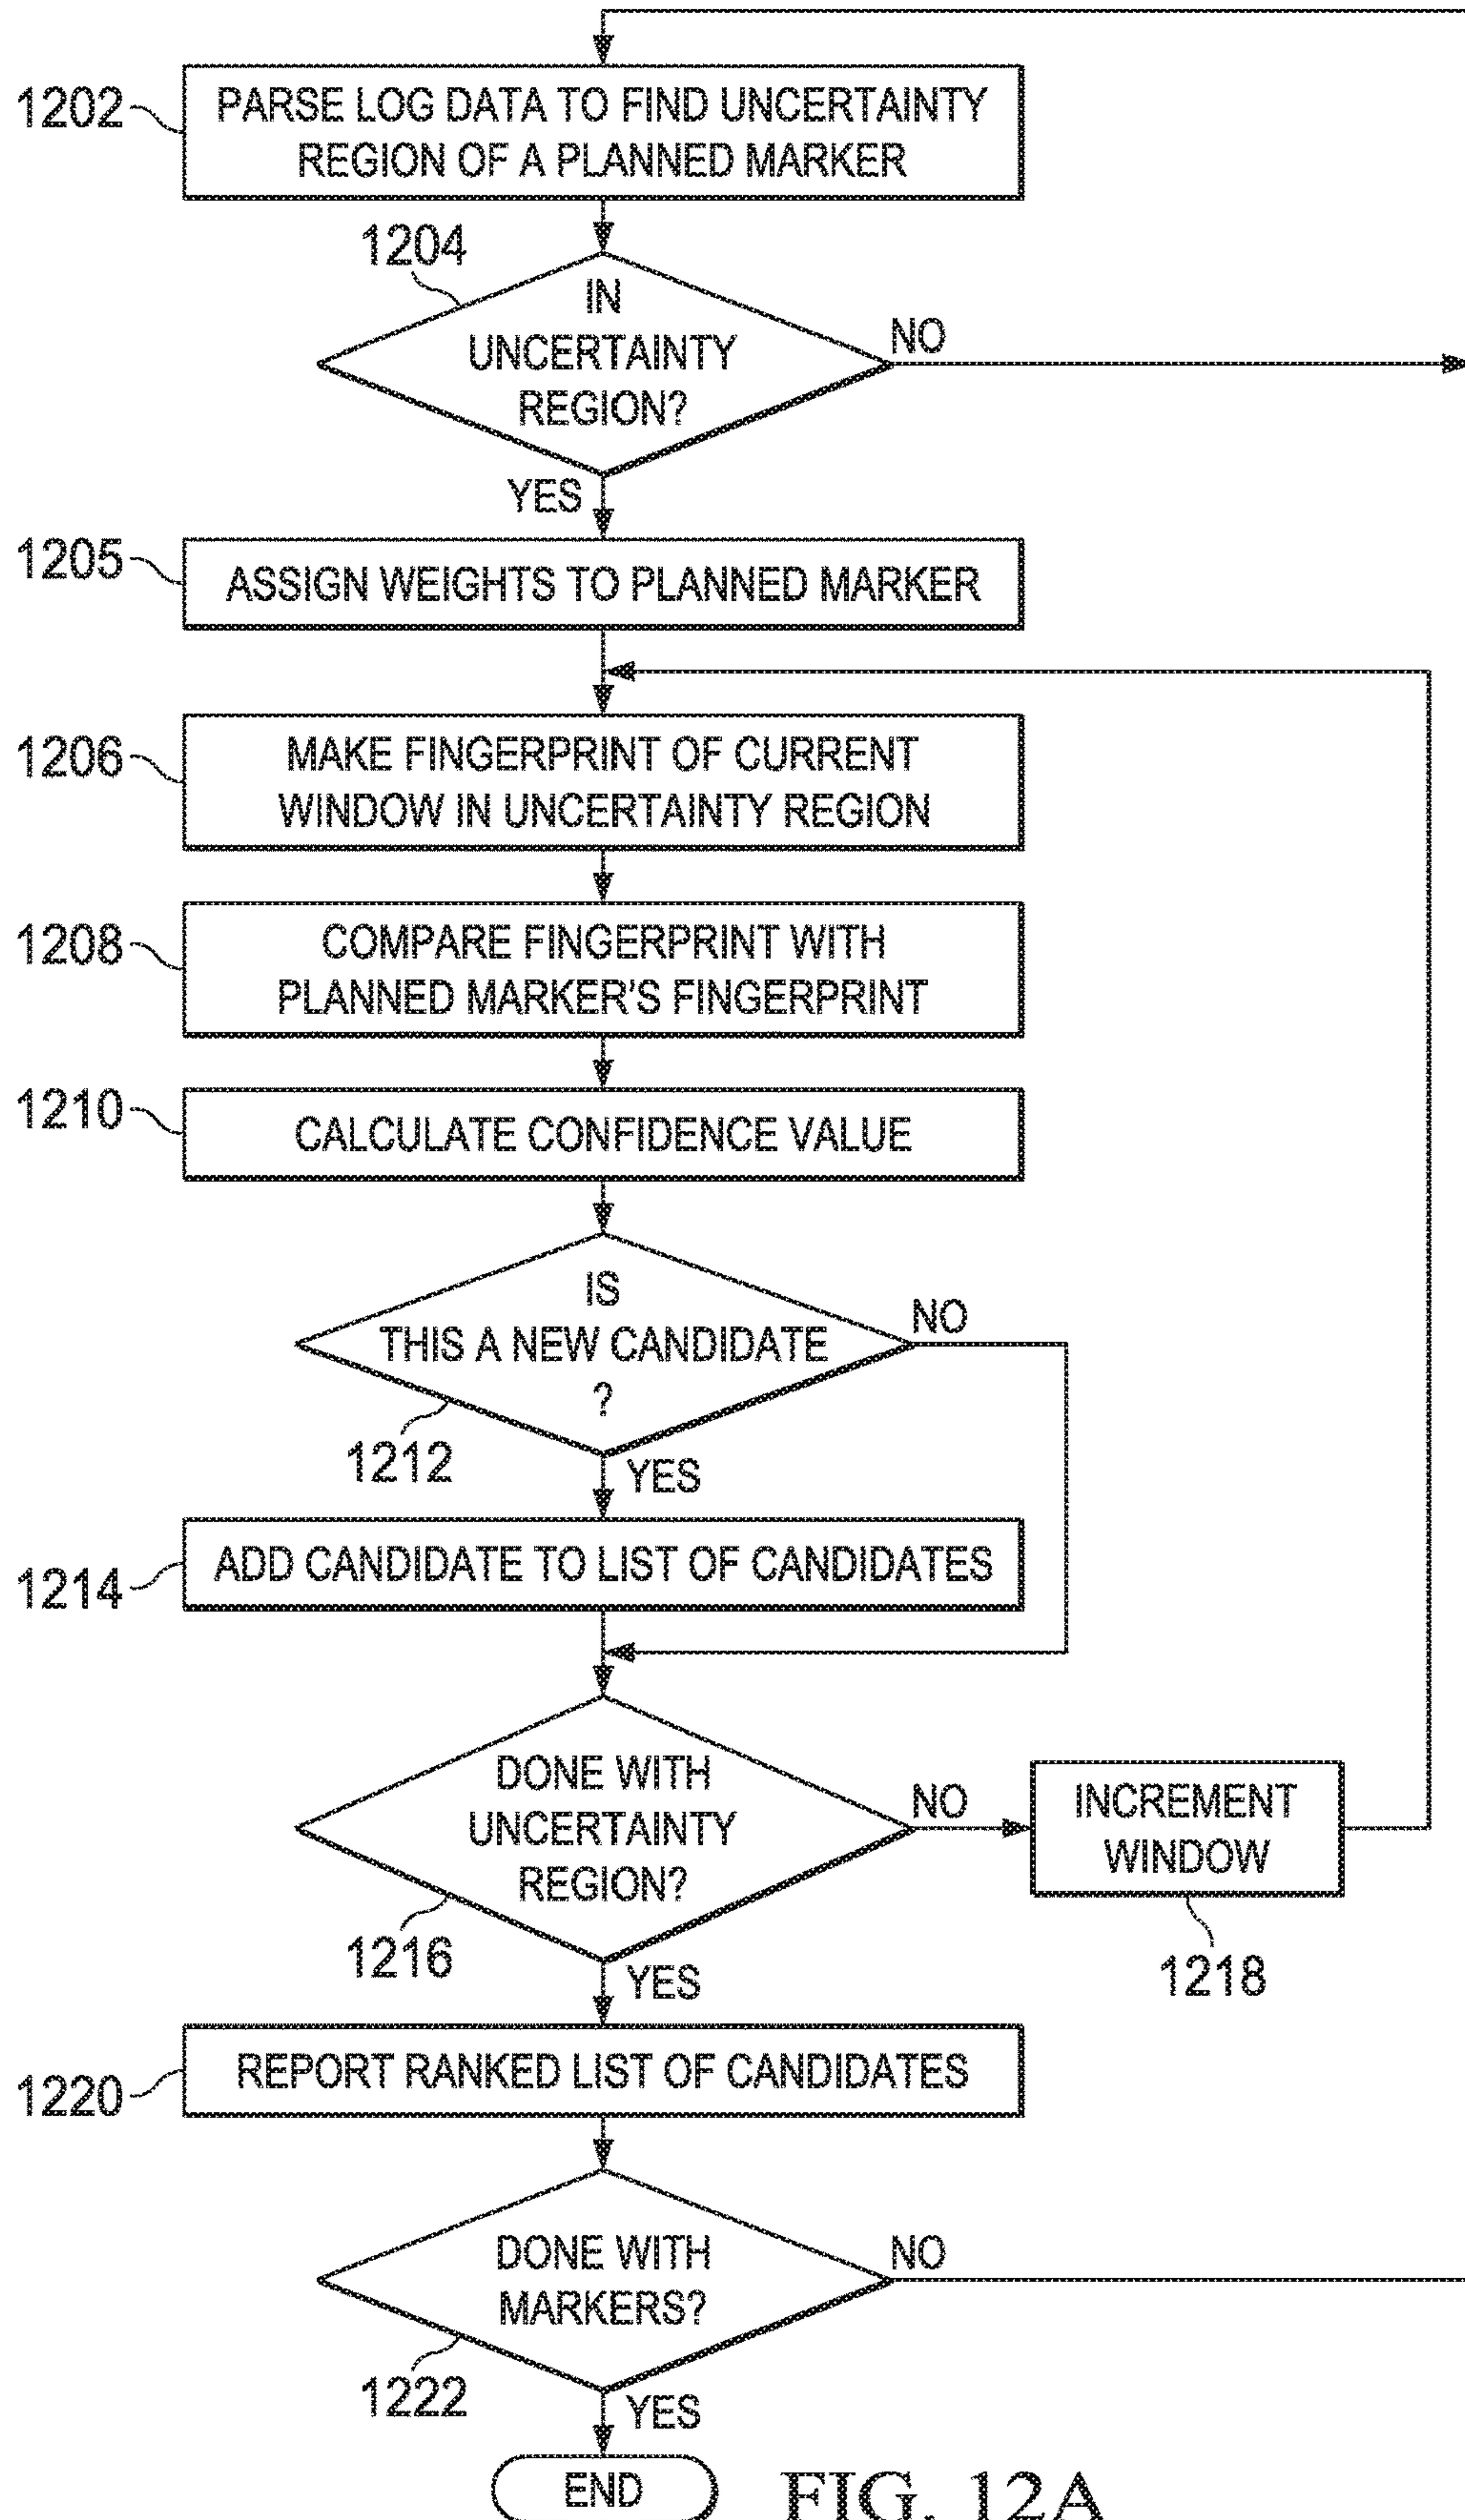 1202
PARSE LOG DATA TO FIND UNCERTAINTY
REGION OF A PLANNED MARKER
1204
IN
UNCERTAINTY
REGION?
NO
YES
1205
ASSIGN WEIGHTS TO PLANNED MARKER
1206
MAKE FINGERPRINT OF CURRENT
WINDOW IN UNCERTAINTY REGION
1208
COMPARE FINGERPRINT WITH
PLANNED MARKER'S FINGERPRINT
1210
CALCULATE CONFIDENCE VALUE
IS
THIS A NEW CANDIDATE
?
NO
1212
YES
1214
ADD CANDIDATE TO LIST OF CANDIDATES
DONE WITH
UNCERTAINTY
REGION?
NO
INCREMENT
WINDOW
1216
1218
YES
1220
REPORT RANKED LIST OF CANDIDATES
DONE WITH
MARKERS?
NO
1222
YES
END
FIG. 12A